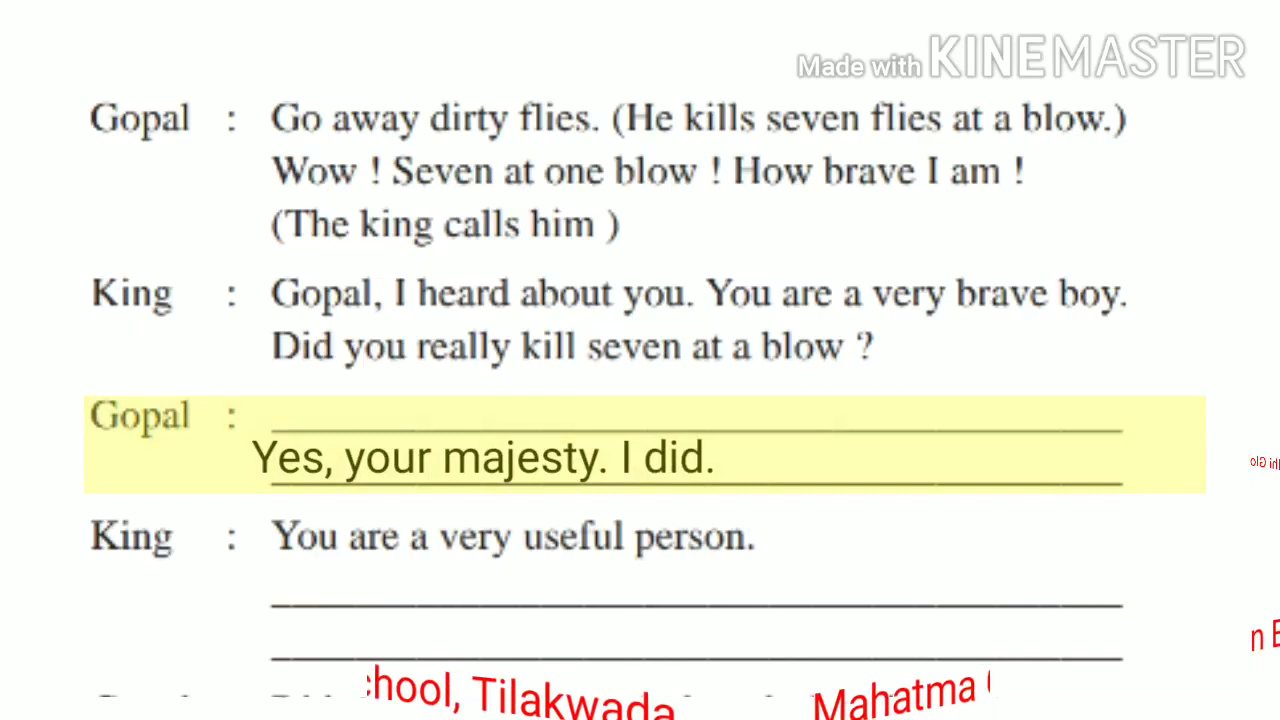 Made with KINEMASTER
Gopal : Go away dirty flies. (He kills seven flies at a blow.)
Wow ! Seven at one blow ! How brave I am !
(The king calls him )
King : Gopal, I heard about you. You are a very brave boy.
Did you really kill seven at a blow ?
Gopal :
Yes, your majesty. I did.
King : You are a very useful person.
Tilakwada
Mahatma